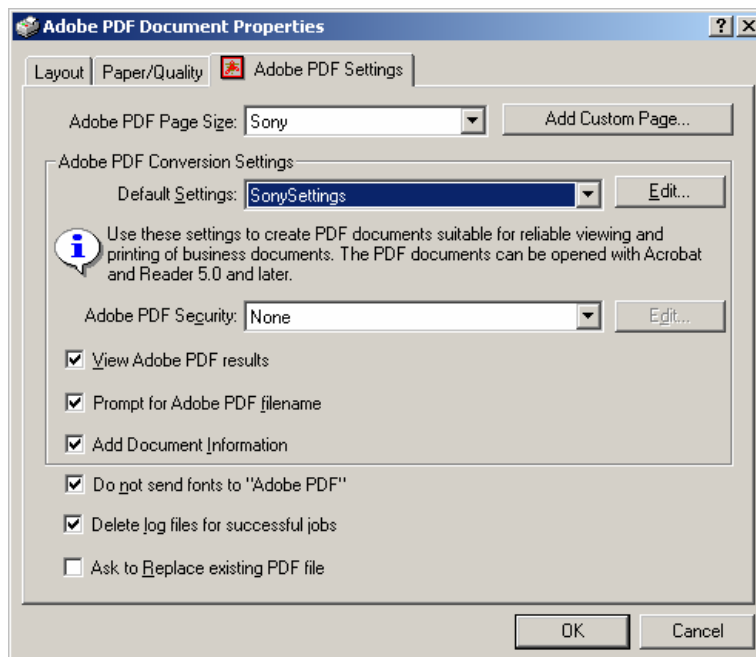 Adobe PDF Document Properties
Layout Paper/Quality Adobe PDF Settings
Adobe PDF Page Size: Sony Add Custom Page...
Adobe PDF Conversion Settings
Default Settings: SonySettings Edit...
Use these settings to create PDF documents suitable for reliable viewing and
printing of business documents. The PDF documents can be opened with Acrobat
and Reader 5.0 and later.
Adobe PDF Security: None Edit...
View Adobe PDF results
Prompt for Adobe PDF filename
Add Document Information
Do not send fonts to "Adobe PDF"
Delete log files for successful jobs
Ask to Replace existing PDF file
OK Cancel